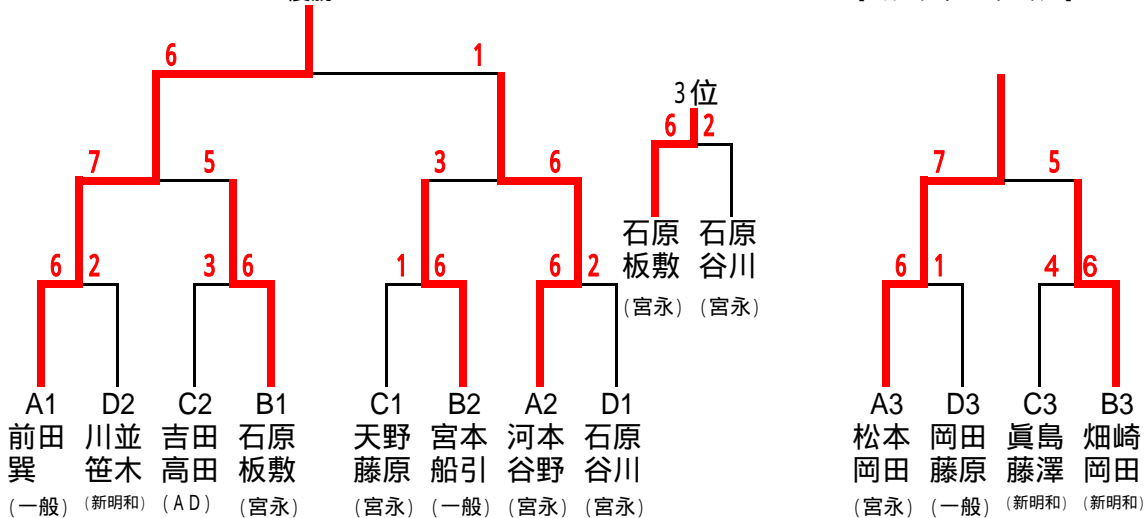 6 1
3位
6 2
7 5 3 6 7 5
石原 石原
板敷 谷川
(宮永) (宮永)
6 2 3 6 1 6 6 2 6 1 4 6
A1 D2 C2 B1 C1 B2 A2 D1 A3 D3 C3 B3
前田 川並 吉田 石原 天野 宮本 河本 石原 松本 岡田 眞島 畑崎
巽 笹木 高田 板敷 藤原 船引 谷野 谷川 岡田 藤原 藤澤 岡田
(一般) (新明和) (AD) (宮永) (宮永) (一般) (宮永) (宮永) (宮永) (一般) (新明和) (新明和)